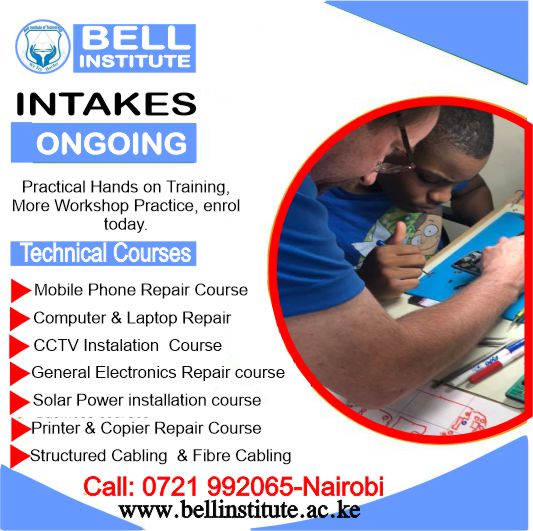 BELL
INSTITUTE
INTAKES
ONGOING
Practical Hands on Training,
More Workshop Practice, enrol
today.
Technical Courses
Mobile Phone Repair Course
Computer & Laptop Repair
CCTV Instalation Course
General Electronics Repair course
Solar Power installation course
Printer & Copier Repair Course
Structured Cabling & Fibre Cabling
Call: 0721 992065-Nairobi
www.bellinstitute.ac.ke